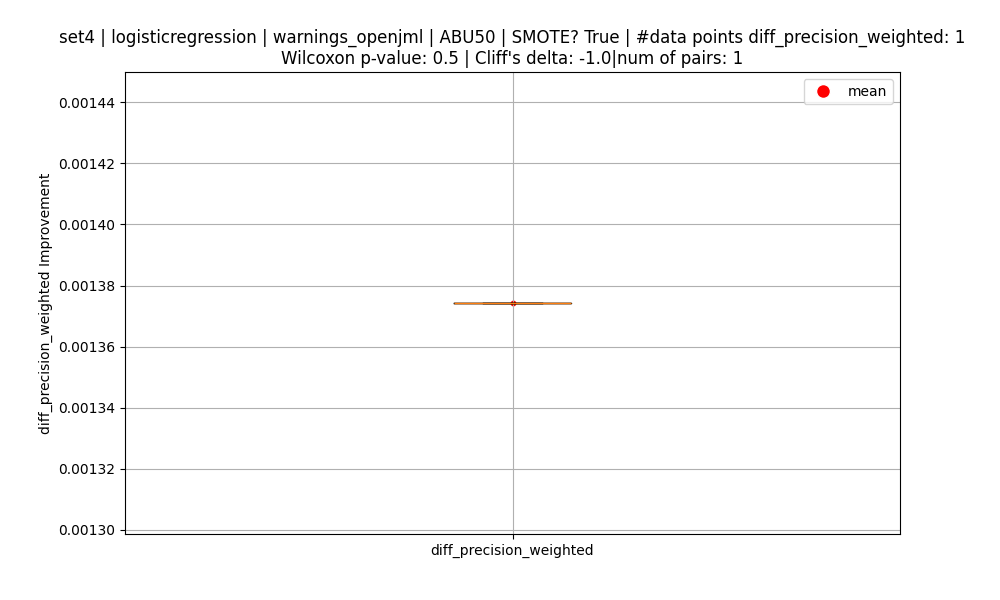 set4 | logisticregression | warnings_openjml | ABU50 | SMOTE? True | #data points diff_precision_weighted: 1
Wilcoxon p-value: 0.5 | Cliff's delta: -1.0|num of pairs: 1
mean
diff_precision_weighted Improvement
0.00144
0.00142
0.00140
0.00138
0.00136
0.00134
0.00132
0.00130
diff_precision_weighted